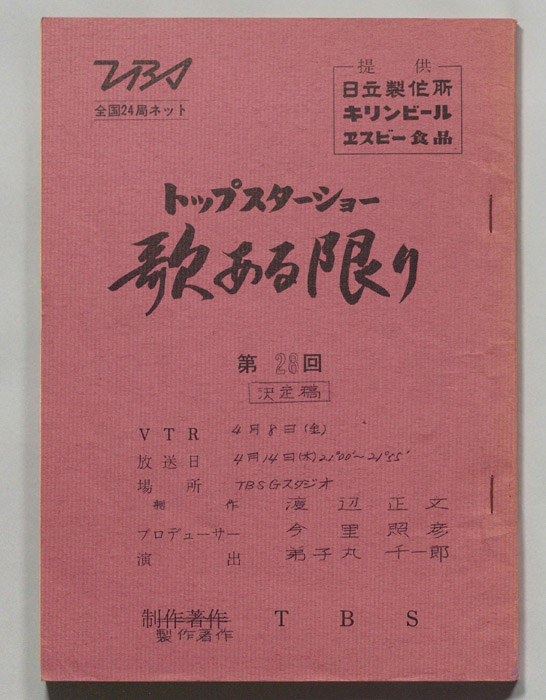 TBS
全国24局ネット
提供
日立製作所
キリンビール
ヱスビー食品
トップスターショー
歌ある限り
第28回
決定稿
VTR 4月8日(金)
放送日 4月14日(木)21°00'~21°55'
場所 TBS Gスタジオ
制作 渡辺正文
プロデューサー 今里照彦
演出 弟子丸千一郎
制作著作 TBS
製作著作